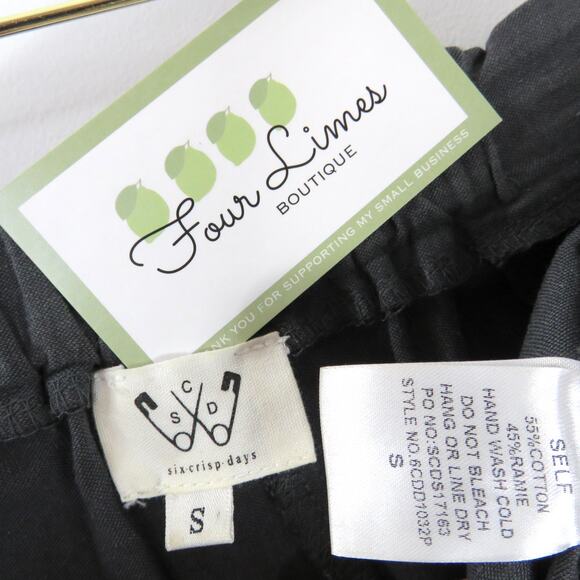 Four Limes
BOUTIQUE
THANK YOU FOR SUPPORTING MY SMALL BUSINESS
C
S D
six·crisp·days
S
SELF
55%COTTON
45%RAMIE
HAND WASH COLD
DO NOT BLEACH
HANG OR LINE DRY
PO NO:SCDS17163
STYLE NO.6CDD1032P
S